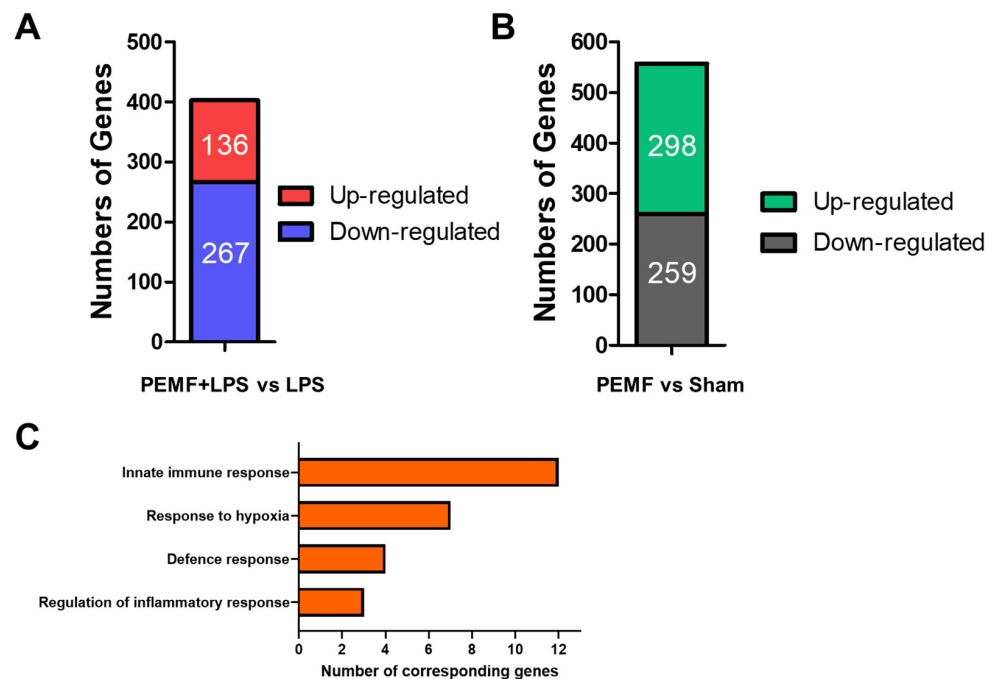 A
Numbers of Genes
500
400
300
200
100
0
136
267
Up-regulated
Down-regulated
PEMF+LPS vs LPS
B
Numbers of Genes
600
500
400
300
200
100
0
298
259
Up-regulated
Down-regulated
PEMF vs Sham
C
Innate immune response
Response to hypoxia
Defence response
Regulation of inflammatory response
0 2 4 6 8 10 12
Number of corresponding genes